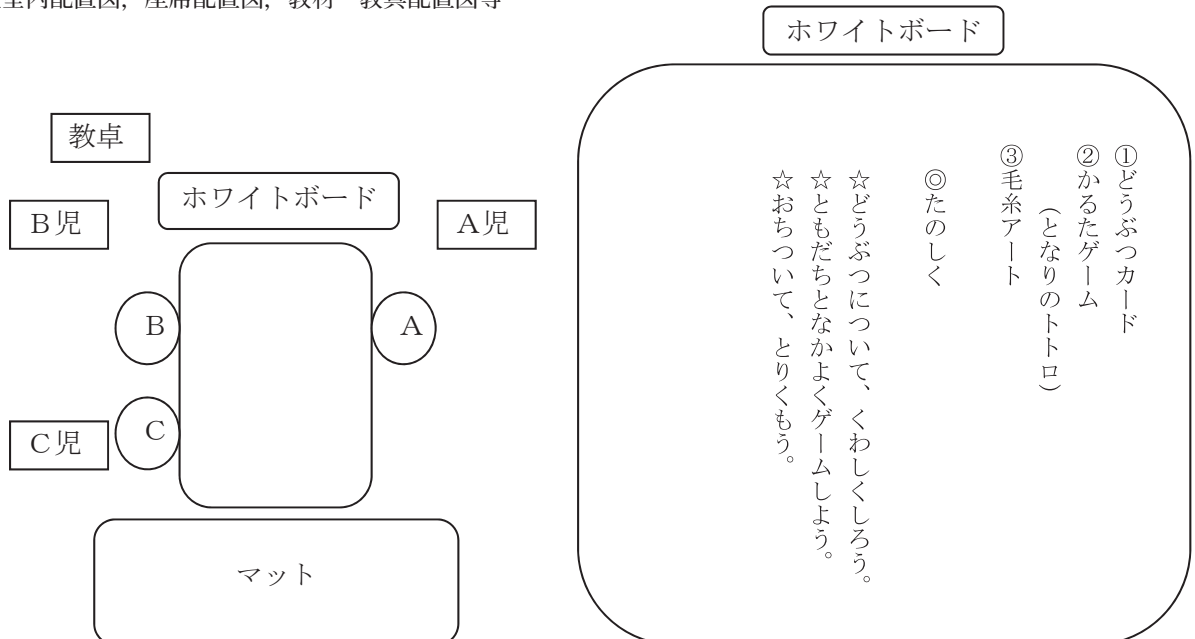 室内配置図，座席配置図，教材・教具配置図等
教卓
ホワイトボード
B児
A児
B
A
C児
C
マット
ホワイトボード
①どうぶつカード
②かるたゲーム
（となりのトトロ）
③毛糸アート
◎たのしく
☆どうぶつについて、くわしくしろう。
☆ともだちとなかよくゲームしよう。
☆おちついて、とりくもう。